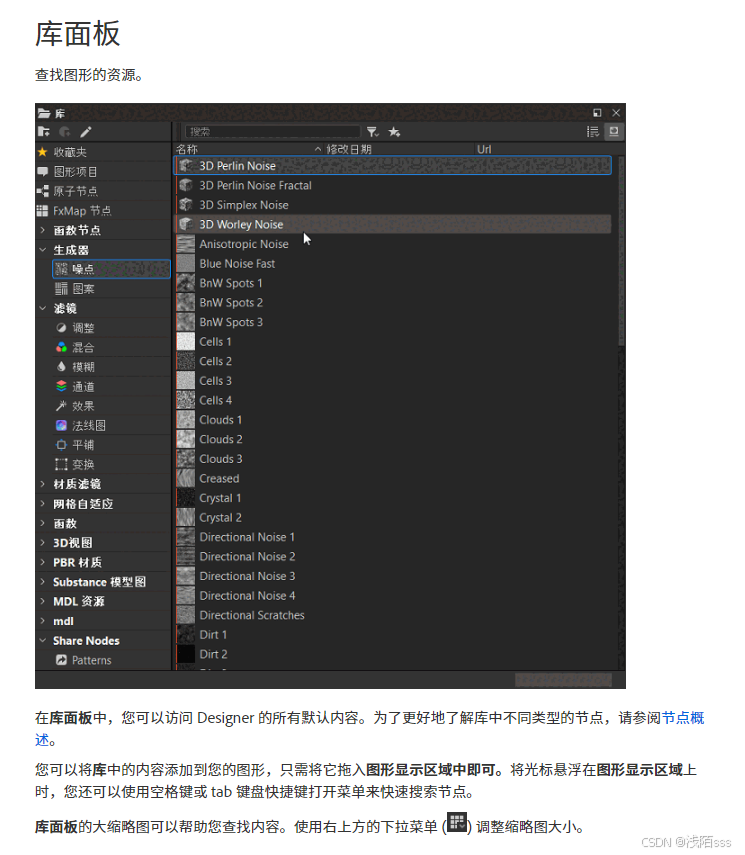 库面板
查找图形的资源。
库
搜索
名称 修改日期 Url
收藏夹
图形项目
原子节点
FxMap 节点
函数节点
生成器
噪点
图案
滤镜
调整
混合
模糊
通道
效果
法线图
平铺
变换
材质滤镜
网格自适应
函数
3D视图
PBR 材质
Substance 模型图
MDL 资源
mdl
Share Nodes
Patterns
3D Perlin Noise
3D Perlin Noise Fractal
3D Simplex Noise
3D Worley Noise
Anisotropic Noise
Blue Noise Fast
BnW Spots 1
BnW Spots 2
BnW Spots 3
Cells 1
Cells 2
Cells 3
Cells 4
Clouds 1
Clouds 2
Clouds 3
Creased
Crystal 1
Crystal 2
Directional Noise 1
Directional Noise 2
Directional Noise 3
Directional Noise 4
Directional Scratches
Dirt 1
Dirt 2
在库面板中，您可以访问 Designer 的所有默认内容。为了更好地了解库中不同类型的节点，请参阅节点概
述。
您可以将库中的内容添加到您的图形，只需将它拖入图形显示区域中即可。将光标悬浮在图形显示区域上
时，您还可以使用空格键或 tab 键盘快捷键打开菜单来快速搜索节点。
库面板的大缩略图可以帮助您查找内容。使用右上方的下拉菜单 () 调整缩略图大小。
CSDN @浅陌sss